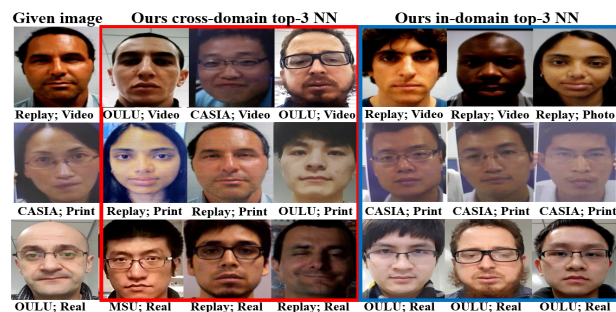 Given image Ours cross-domain top-3 NN Ours in-domain top-3 NN
Replay; Video OULU; Video CASIA; Video OULU; Video Replay; Video Replay; Video Replay; Photo
CASIA; Print Replay; Print Replay; Print OULU; Print CASIA; Print CASIA; Print CASIA; Print
OULU; Real MSU; Real Replay; Real Replay; Real OULU; Real OULU; Real OULU; Real